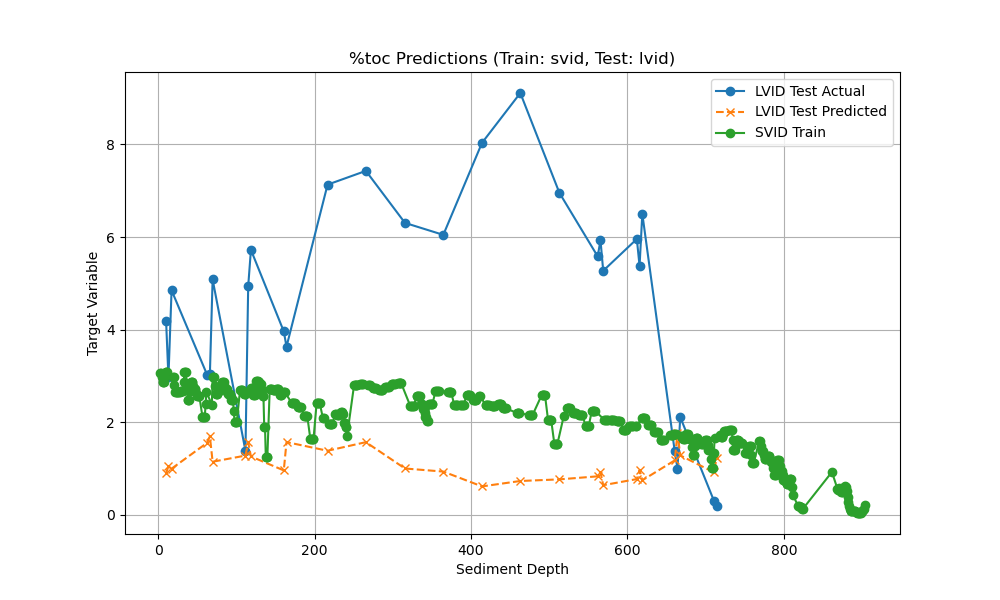 %toc Predictions (Train: svid, Test: lvid)
LVID Test Actual
LVID Test Predicted
SVID Train
Target Variable
8
6
4
2
0
0 200 400 600 800
Sediment Depth